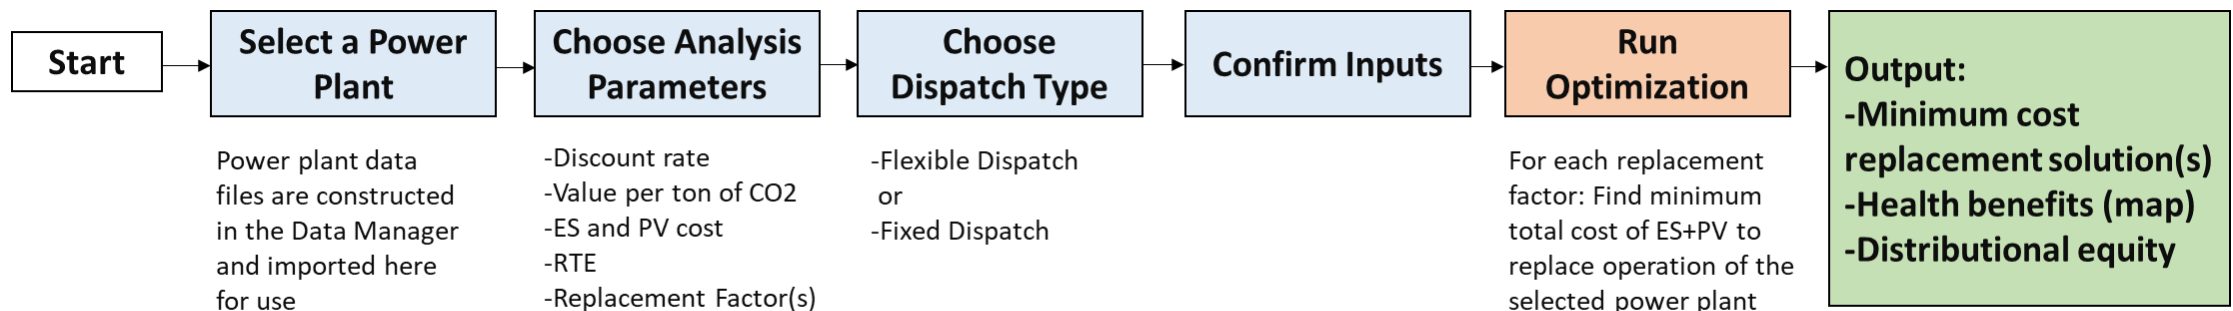 Start
Select a Power
Plant
Power plant data
files are constructed
in the Data Manager
and imported here
for use
Choose Analysis
Parameters
-Discount rate
-Value per ton of CO2
-ES and PV cost
-RTE
-Replacement Factor(s)
Choose
Dispatch Type
-Flexible Dispatch
or
-Fixed Dispatch
Confirm Inputs
Run
Optimization
For each replacement
factor: Find minimum
total cost of ES+PV to
replace operation of the
selected power plant
Output:
-Minimum cost
replacement solution(s)
-Health benefits (map)
-Distributional equity